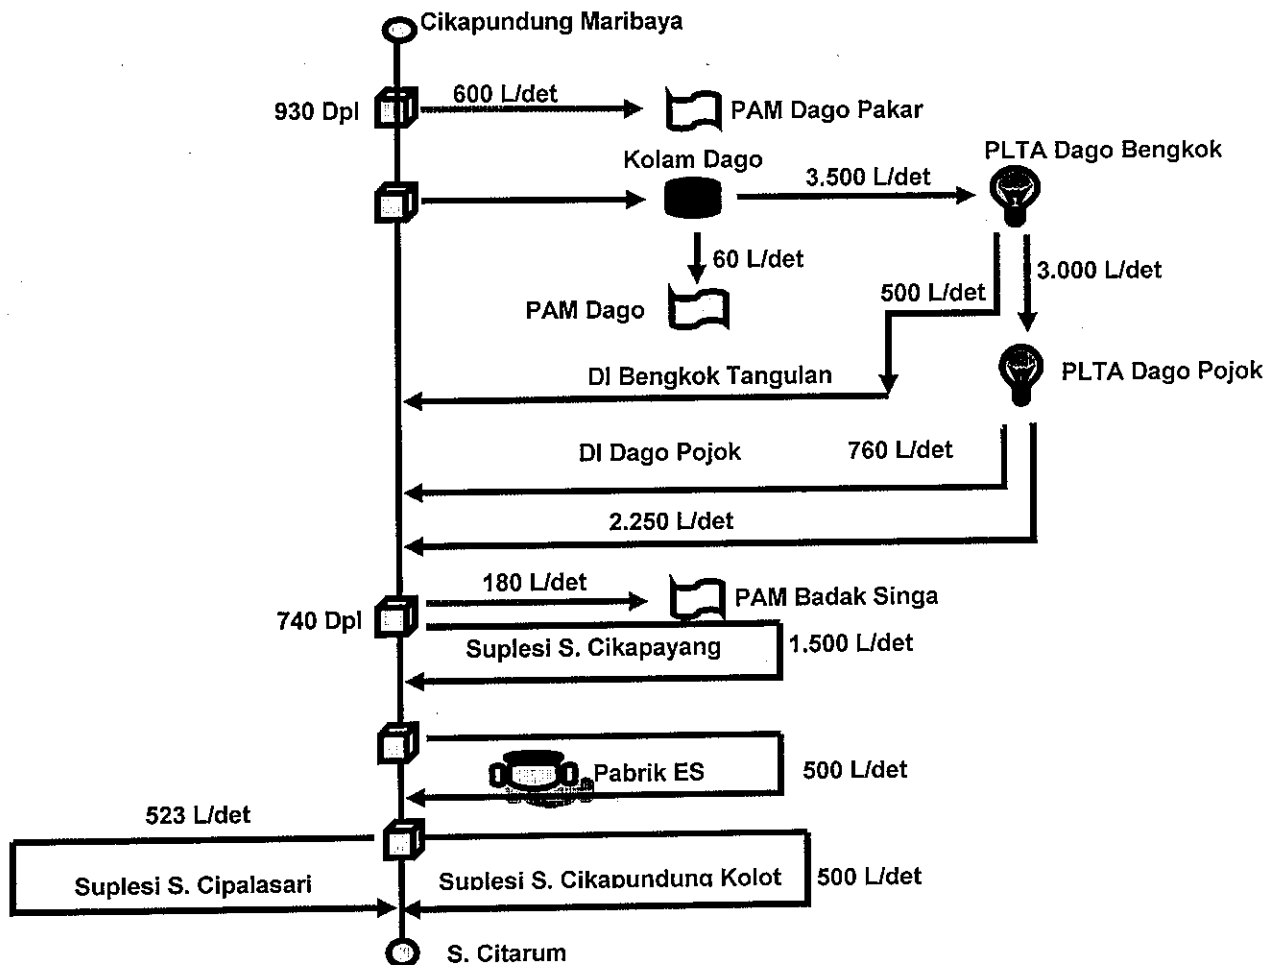 Cikapundung Maribaya
930 Dpl
600 L/det
PAM Dago Pakar
Kolam Dago
PLTA Dago Bengkok
3.500 L/det
60 L/det
3.000 L/det
500 L/det
PAM Dago
DI Bengkok Tangulan
PLTA Dago Pojok
DI Dago Pojok
760 L/det
2.250 L/det
180 L/det
PAM Badak Singa
740 Dpl
Suplesi S. Cikapayang
1.500 L/det
Pabrik ES
500 L/det
523 L/det
Suplesi S. Cipalasari
Suplesi S. Cikapundung Kolot
500 L/det
S. Citarum